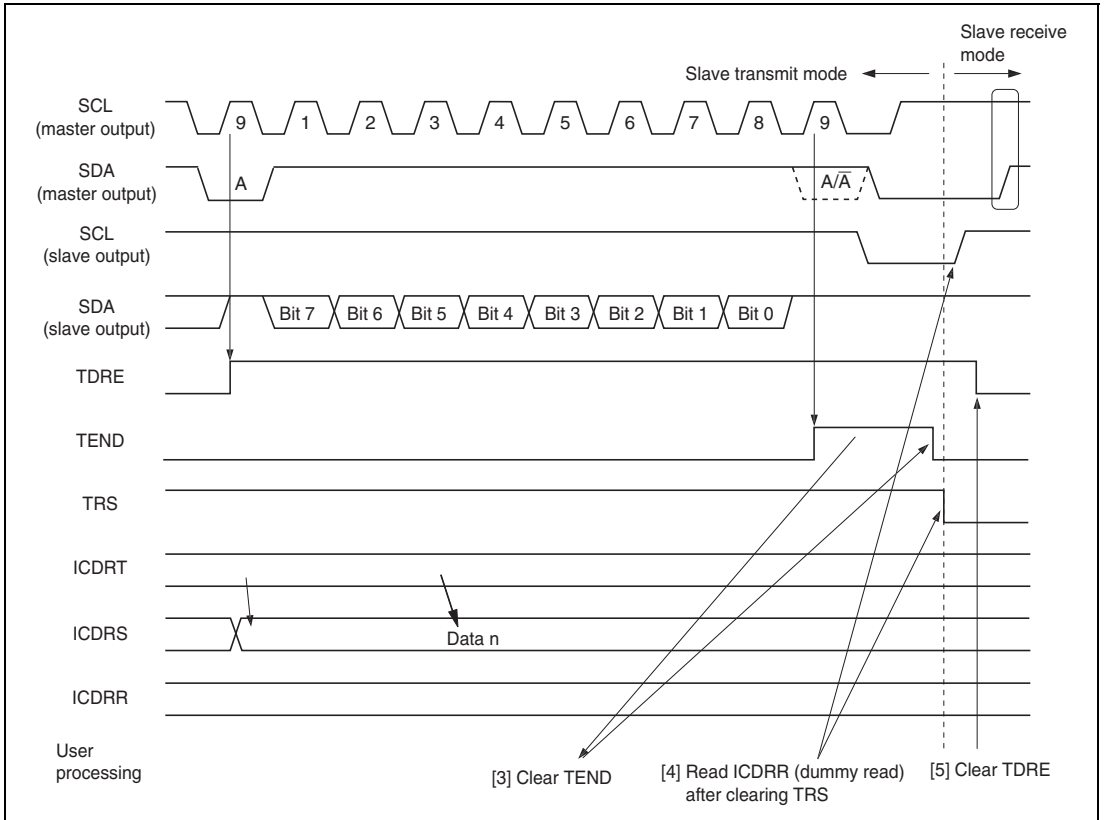 Slave receive
mode
Slave transmit mode
SCL
(master output)
9 1 2 3 4 5 6 7 8 9
SDA
(master output)
A A/A̅
SCL
(slave output)
SDA
(slave output)
Bit 7 Bit 6 Bit 5 Bit 4 Bit 3 Bit 2 Bit 1 Bit 0
TDRE
TEND
TRS
ICDRT
ICDRS
Data n
ICDRR
User
processing
[3] Clear TEND
[4] Read ICDRR (dummy read)
after clearing TRS
[5] Clear TDRE